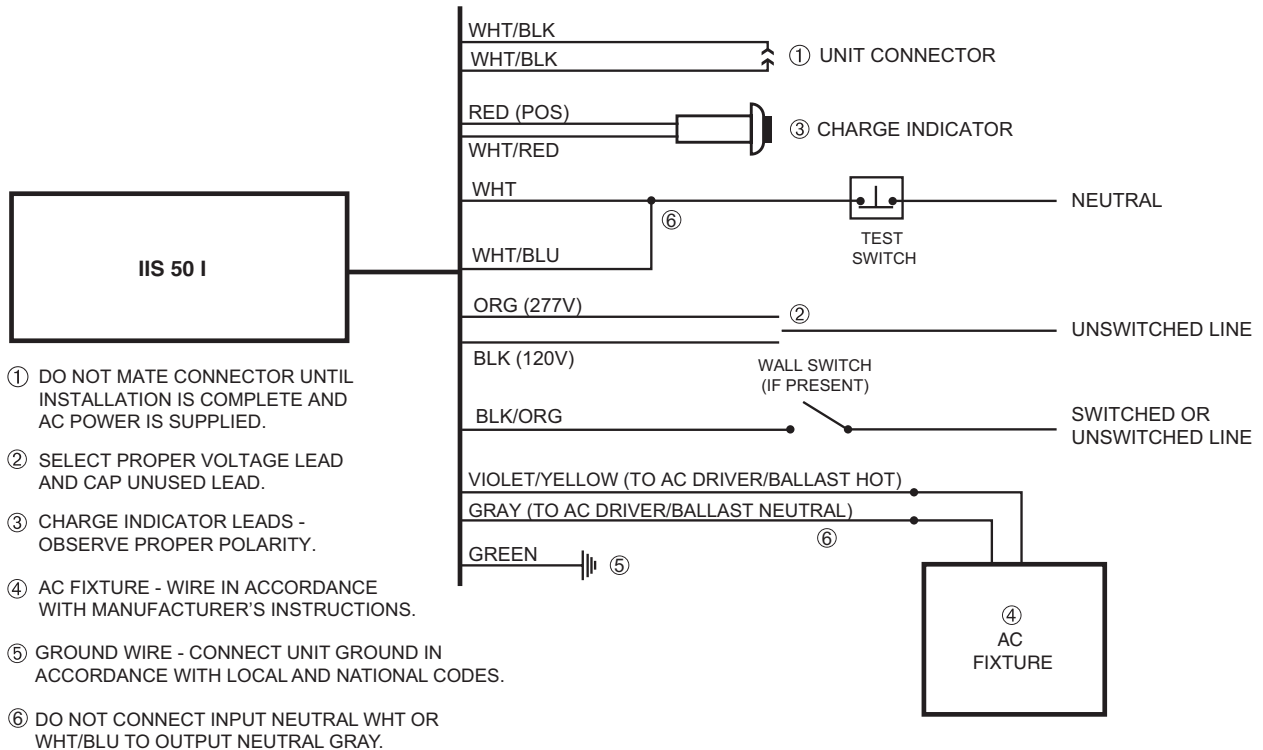 WHT/BLK
WHT/BLK
① UNIT CONNECTOR
RED (POS)
WHT/RED
③ CHARGE INDICATOR
WHT
⑥
TEST
SWITCH
NEUTRAL
WHT/BLU
IIS 50 I
ORG (277V)
②
UNSWITCHED LINE
BLK (120V)
WALL SWITCH
(IF PRESENT)
BLK/ORG
SWITCHED OR
UNSWITCHED LINE
VIOLET/YELLOW (TO AC DRIVER/BALLAST HOT)
GRAY (TO AC DRIVER/BALLAST NEUTRAL)
⑥
GREEN
⑤
④
AC
FIXTURE
① DO NOT MATE CONNECTOR UNTIL
INSTALLATION IS COMPLETE AND
AC POWER IS SUPPLIED.
② SELECT PROPER VOLTAGE LEAD
AND CAP UNUSED LEAD.
③ CHARGE INDICATOR LEADS -
OBSERVE PROPER POLARITY.
④ AC FIXTURE - WIRE IN ACCORDANCE
WITH MANUFACTURER'S INSTRUCTIONS.
⑤ GROUND WIRE - CONNECT UNIT GROUND IN
ACCORDANCE WITH LOCAL AND NATIONAL CODES.
⑥ DO NOT CONNECT INPUT NEUTRAL WHT OR
WHT/BLU TO OUTPUT NEUTRAL GRAY.